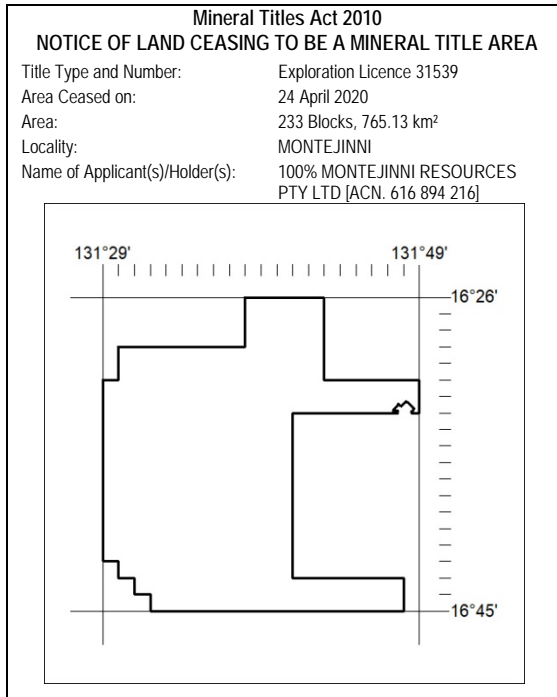 Mineral Titles Act 2010
NOTICE OF LAND CEASING TO BE A MINERAL TITLE AREA
Title Type and Number: Exploration Licence 31539
Area Ceased on: 24 April 2020
Area: 233 Blocks, 765.13 km²
Locality: MONTEJINNI
Name of Applicant(s)/Holder(s): 100% MONTEJINNI RESOURCES
PTY LTD [ACN. 616 894 216]
131°29' 131°49'
16°26'
16°45'